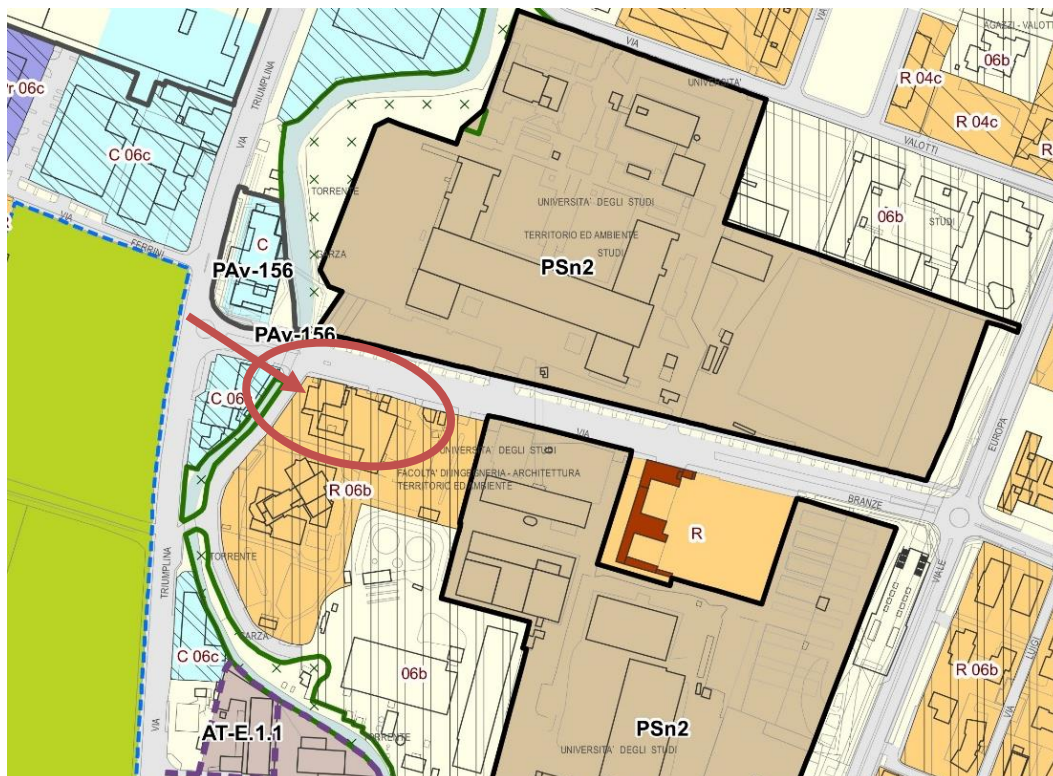 AGAZZI - VALOTTI
VIA
VIA
UNIVERSITA'
06b
R 04c
R 04c
R
r 06c
TRIUMPLINA
VIA
C 06c
VALOTTI
TORRENTE
UNIVERSITA' DEGLI STUDI
06b
STUDI
VIA
FERRINI
C
GARZA
TERRITORIO ED AMBIENTE
STUDI
PAv-156
PSn2
PAv-156
EUROPA
C 06
VIA
UNIVERSITA' DEGLI STUDI
FACOLTA' DI INGEGNERIA - ARCHITETTURA
TERRITORIO ED AMBIENTE
R 06b
BRANZE
R
TORRENTE
TRIUMPLINA
VIALE
GARZA
C 06c
06b
R 06b
LUIGI
AT-E.1.1
PSn2
TORRENTE
VIA
VIA
UNIVERSITA' DEGLI STUDI